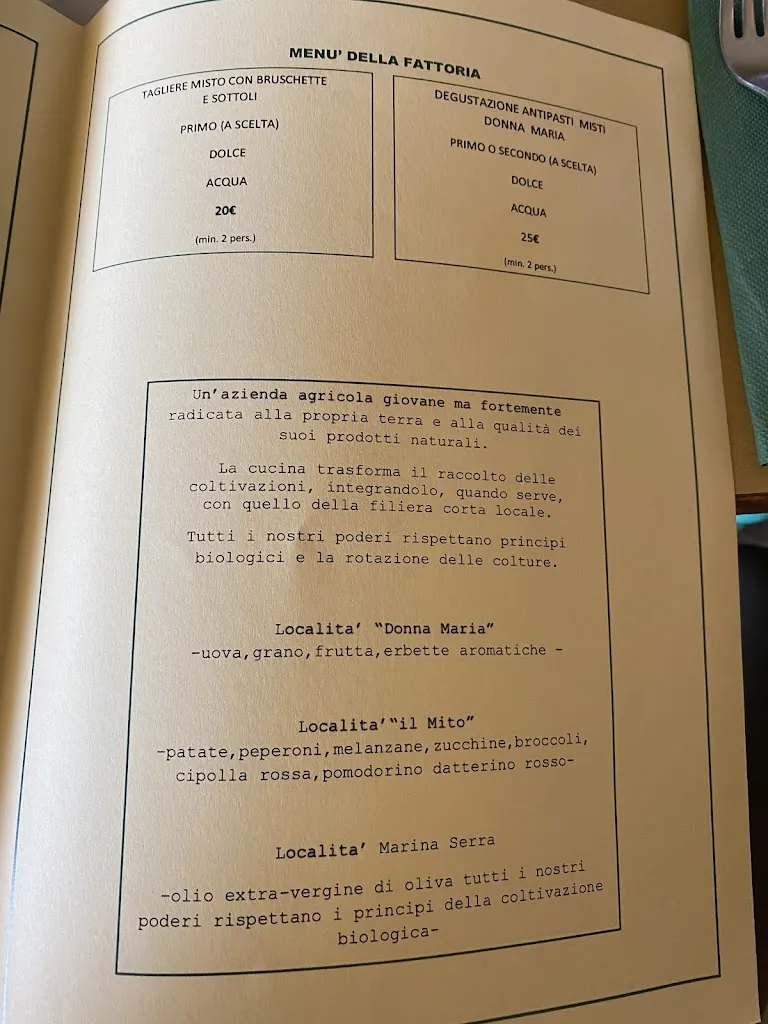 MENU' DELLA FATTORIA
TAGLIERE MISTO CON BRUSCHETTE
E SOTTOLI
PRIMO (A SCELTA)
DOLCE
ACQUA
20€
(min. 2 pers.)
DEGUSTAZIONE ANTIPASTI MISTI
DONNA MARIA
PRIMO O SECONDO (A SCELTA)
DOLCE
ACQUA
25€
(min. 2 pers.)
Un'azienda agricola giovane ma fortemente
radicata alla propria terra e alla qualità dei
suoi prodotti naturali.
La cucina trasforma il raccolto delle
coltivazioni, integrandolo, quando serve,
con quello della filiera corta locale.
Tutti i nostri poderi rispettano principi
biologici e la rotazione delle colture.
Localita' "Donna Maria"
-uova,grano,frutta,erbette aromatiche -
Localita'"il Mito"
-patate,peperoni,melanzane,zucchine,broccoli,
cipolla rossa,pomodorino datterino rosso-
Localita' Marina Serra
-olio extra-vergine di oliva tutti i nostri
poderi rispettano i principi della coltivazione
biologica-